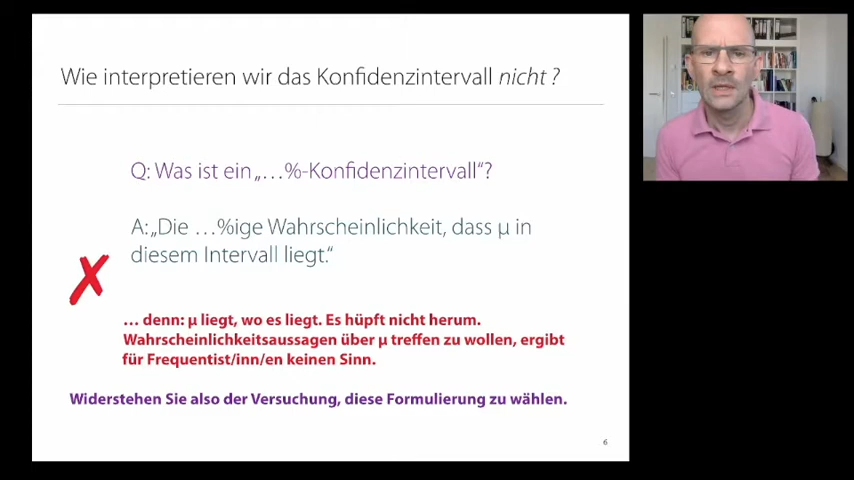 Wie interpretieren wir das Konfidenzintervall nicht ?
Q: Was ist ein „…%-Konfidenzintervall“?
A: „Die …%ige Wahrscheinlichkeit, dass μ in
diesem Intervall liegt.“
… denn: μ liegt, wo es liegt. Es hüpft nicht herum.
Wahrscheinlichkeitsaussagen über μ treffen zu wollen, ergibt
für Frequentist/inn/en keinen Sinn.
Widerstehen Sie also der Versuchung, diese Formulierung zu wählen.
6